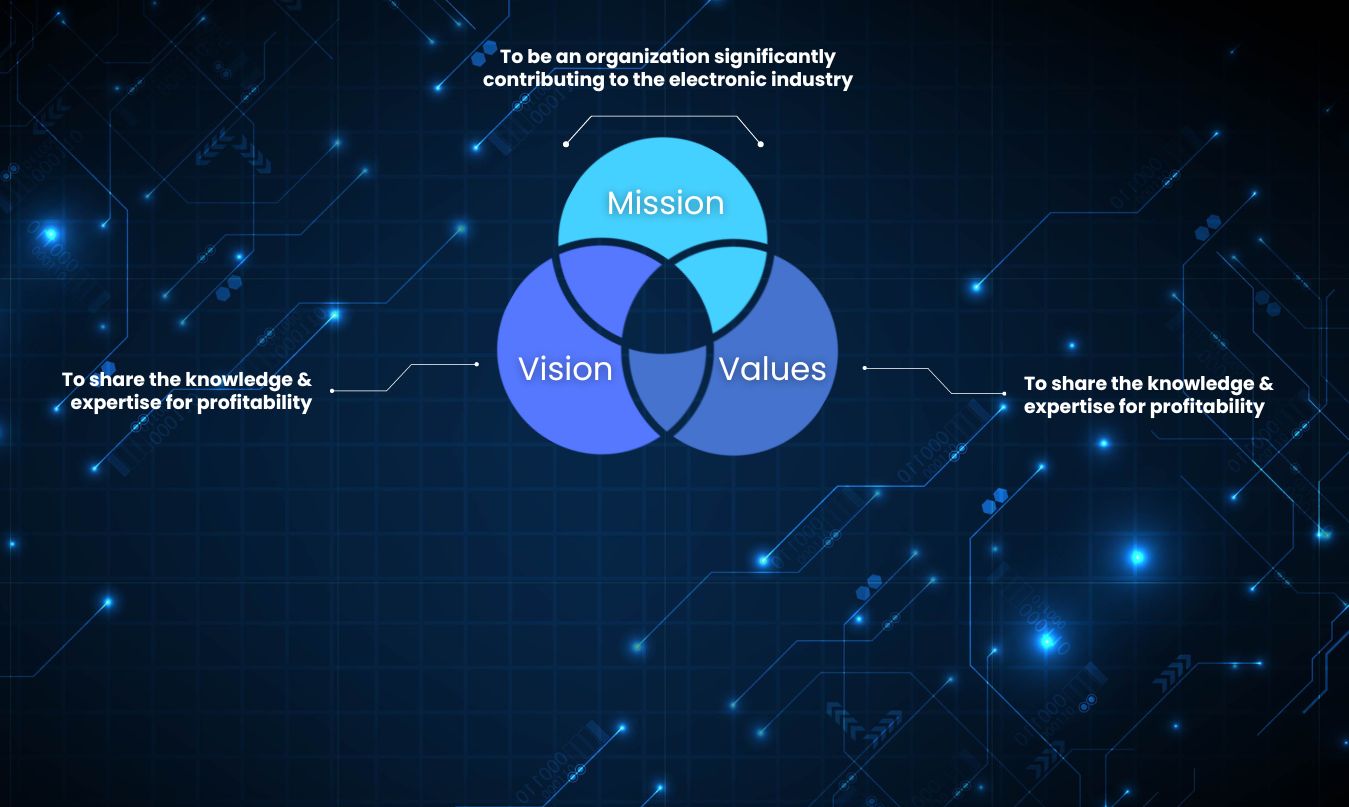 To be an organization significantly
contributing to the electronic industry
Mission
Vision
Values
To share the knowledge &
expertise for profitability
To share the knowledge &
expertise for profitability